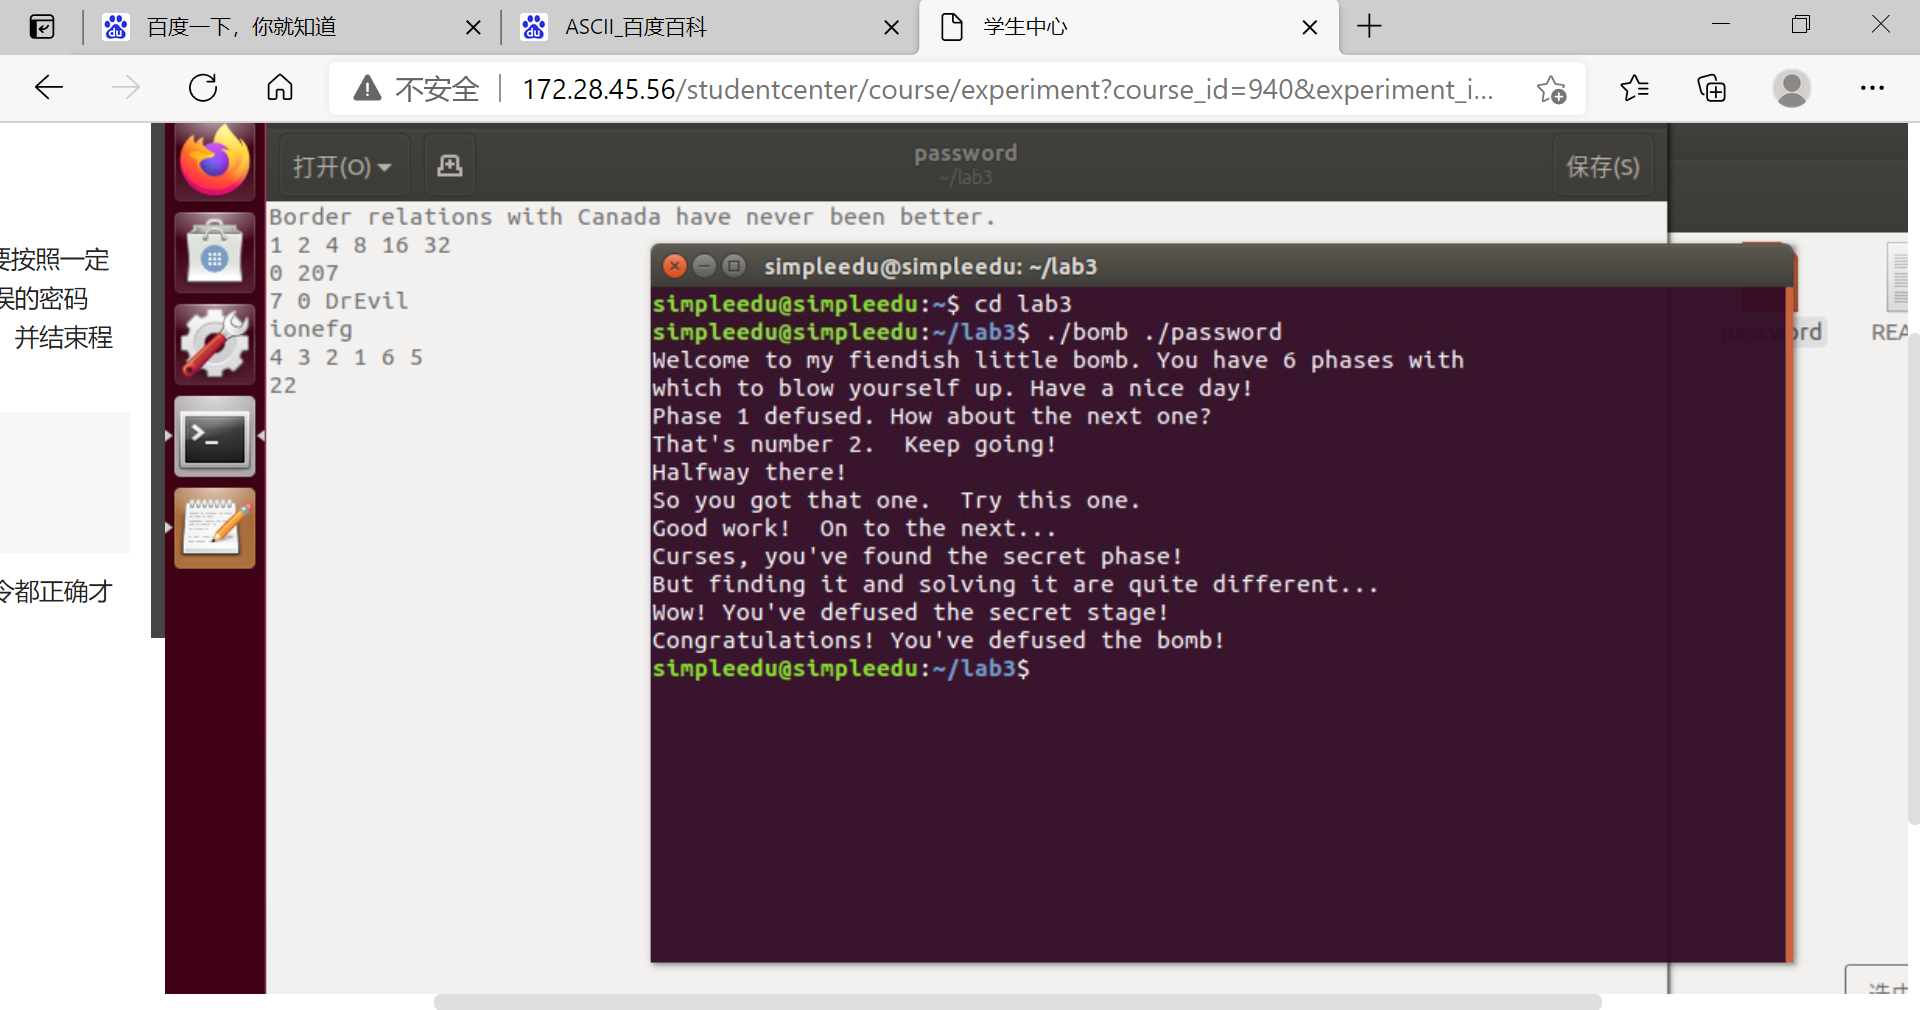 百度一下，你就知道
ASCII_百度百科
学生中心
不安全
172.28.45.56/studentcenter/course/experiment?course_id=940&experiment_i...
要按照一定
误的密码
并结束程
令都正确才
打开(O)
password
~/lab3
保存(S)
Border relations with Canada have never been better.
1 2 4 8 16 32
0 207
7 0 DrEvil
ionefg
4 3 2 1 6 5
22
simpleedu@simpleedu: ~/lab3
simpleedu@simpleedu:~$ cd lab3
simpleedu@simpleedu:~/lab3$ ./bomb ./password
Welcome to my fiendish little bomb. You have 6 phases with
which to blow yourself up. Have a nice day!
Phase 1 defused. How about the next one?
That's number 2.  Keep going!
Halfway there!
So you got that one.  Try this one.
Good work!  On to the next...
Curses, you've found the secret phase!
But finding it and solving it are quite different...
Wow! You've defused the secret stage!
Congratulations! You've defused the bomb!
simpleedu@simpleedu:~/lab3$
password
REA